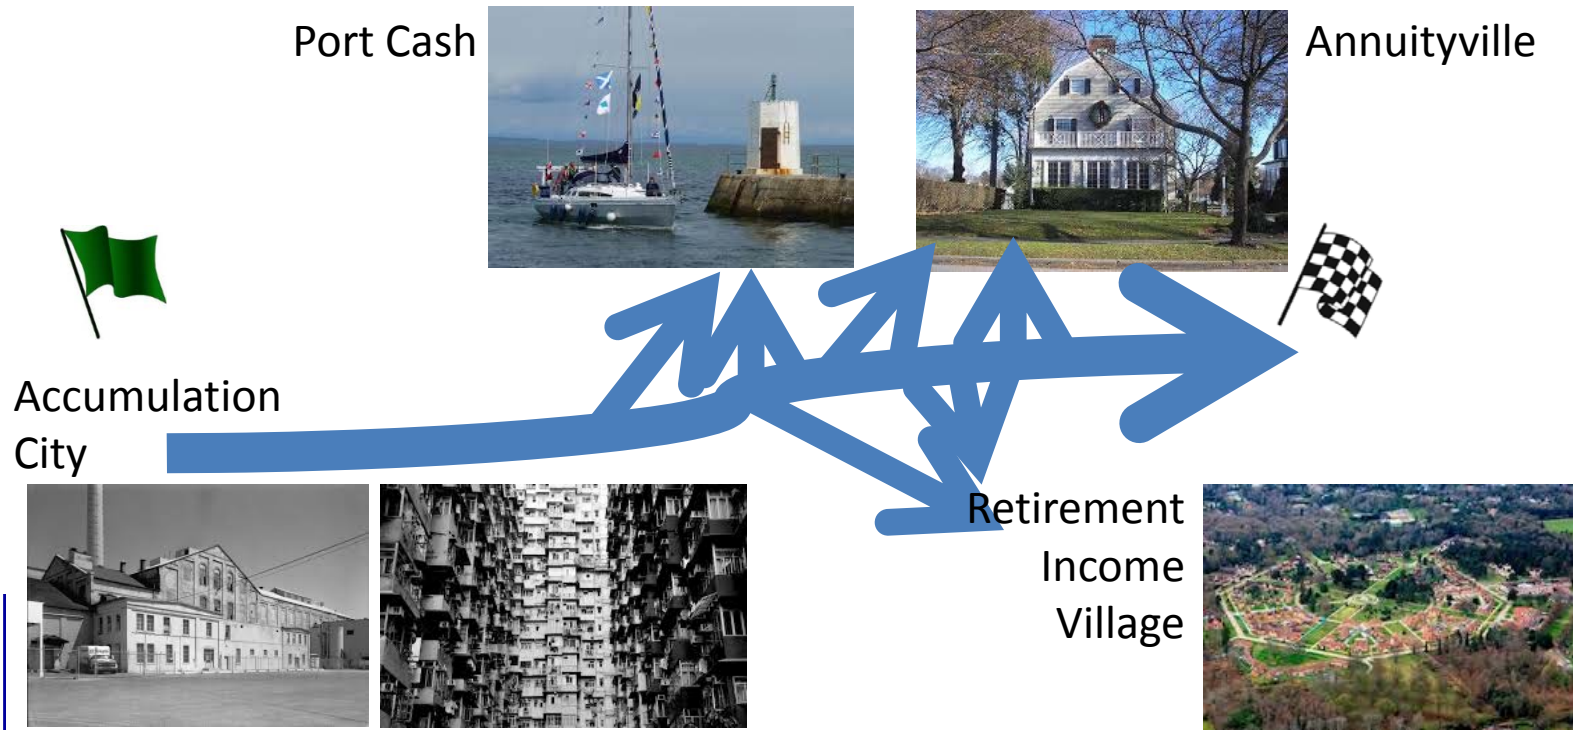 Port Cash
Annuityville
Accumulation
City
Retirement
Income
Village